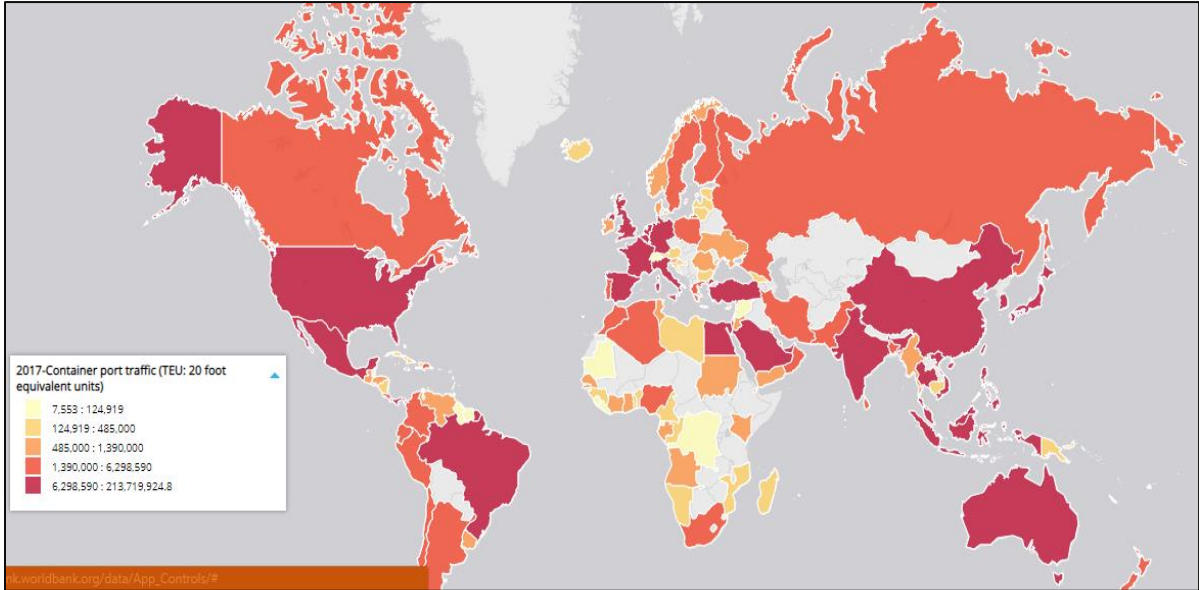 2017-Container port traffic (TEU: 20 foot
equivalent units)
7,553 : 124,919
124,919 : 485,000
485,000 : 1,390,000
1,390,000 : 6,298,590
6,298,590 : 213,719,924.8
nk.worldbank.org/data/App_Controls/#